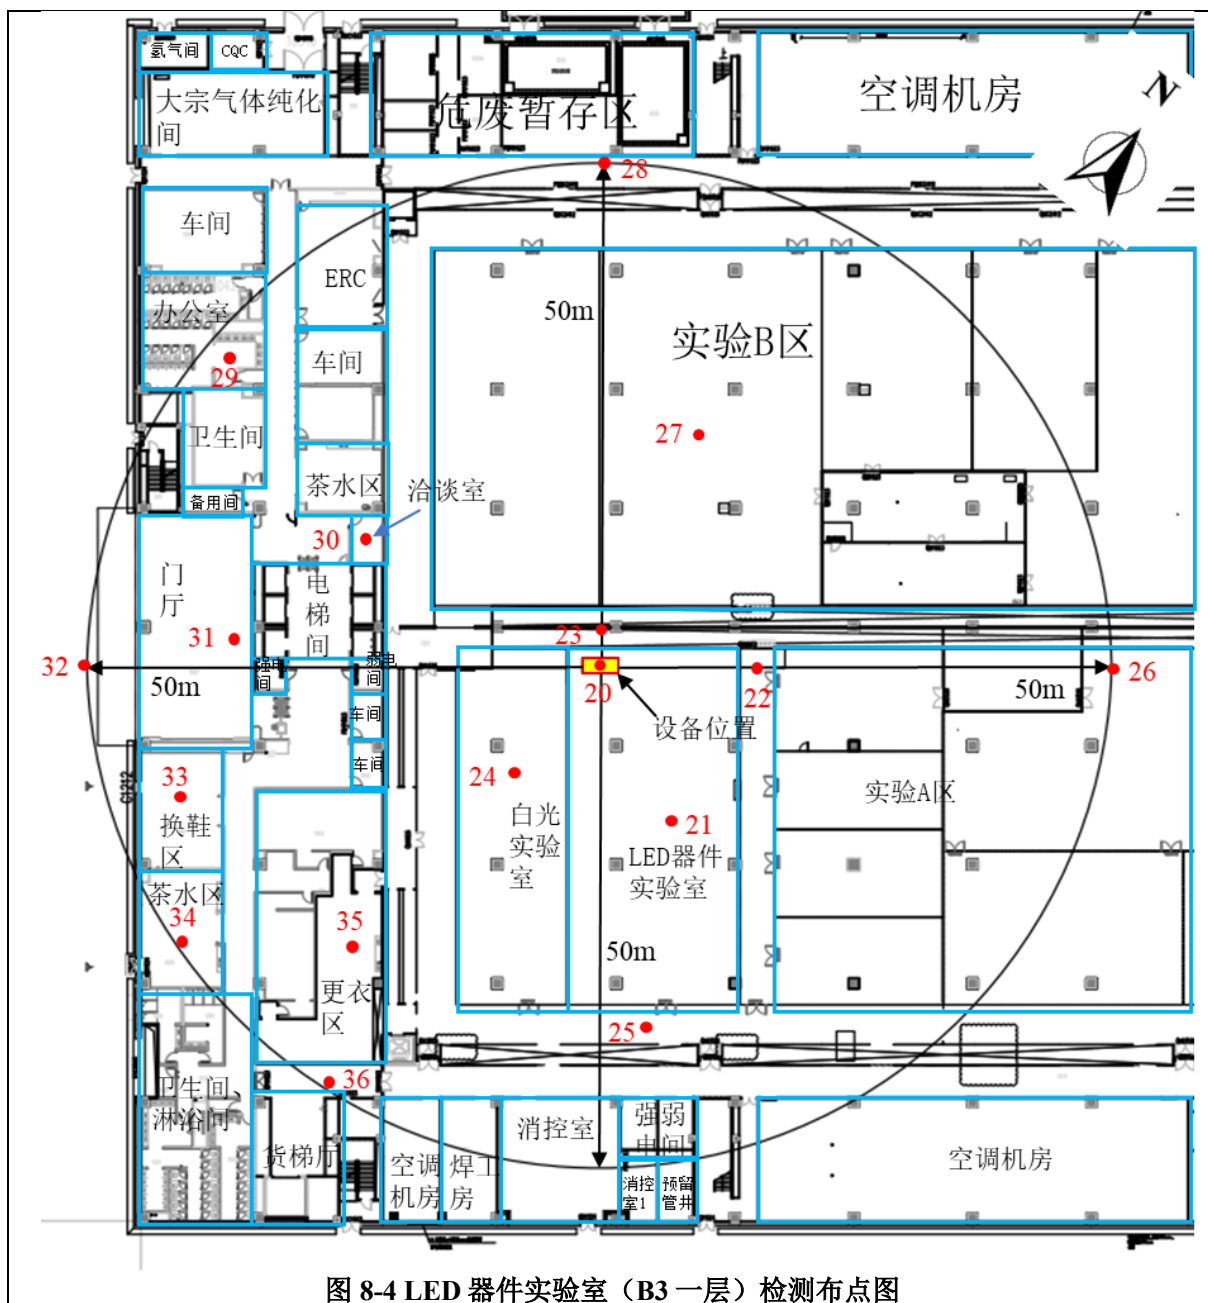 氢气间
CQC
大宗气体纯化
间
危废暂存区
空调机房
N
28
车间
ERC
办公室
50m
实验B区
29
车间
27
卫生间
茶水区
洽谈室
备用间
30
门
厅
电
梯
间
31
23
32
强电
间
弱电
间
20
22
26
50m
50m
设备位置
车间
车间
24
33
实验A区
换鞋
区
白光
实验
室
21
LED器件
实验室
茶水区
34
35
50m
更衣
区
25
36
卫生间、
淋浴间
货梯厅
空调
机房
焊工
房
消控室
强弱
电间
消控
室1
预留
管井
空调机房
图 8-4 LED 器件实验室（B3 一层）检测布点图